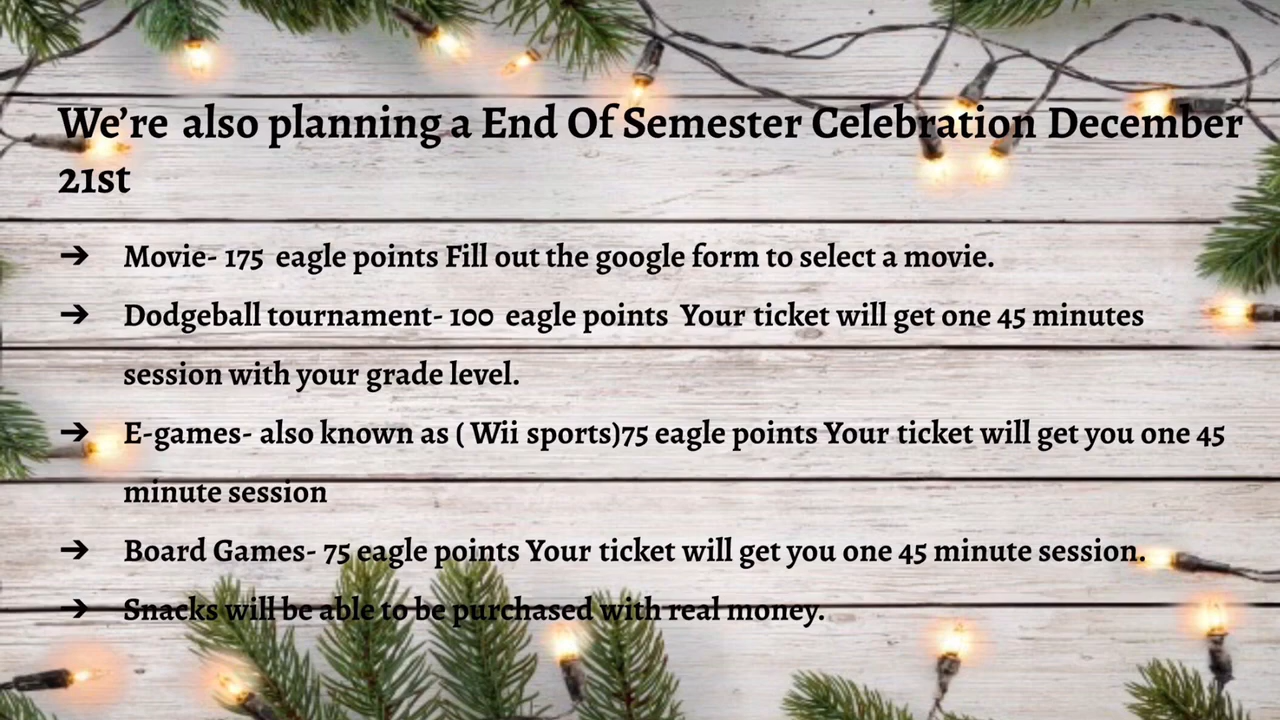 We're also planning a End Of Semester Celebration December
21st
➔ Movie- 175 eagle points Fill out the google form to select a movie.
➔ Dodgeball tournament- 100 eagle points Your ticket will get one 45 minutes
session with your grade level.
➔ E-games- also known as ( Wii sports)75 eagle points Your ticket will get you one 45
minute session
➔ Board Games- 75 eagle points Your ticket will get you one 45 minute session.
➔ Snacks will be able to be purchased with real money.